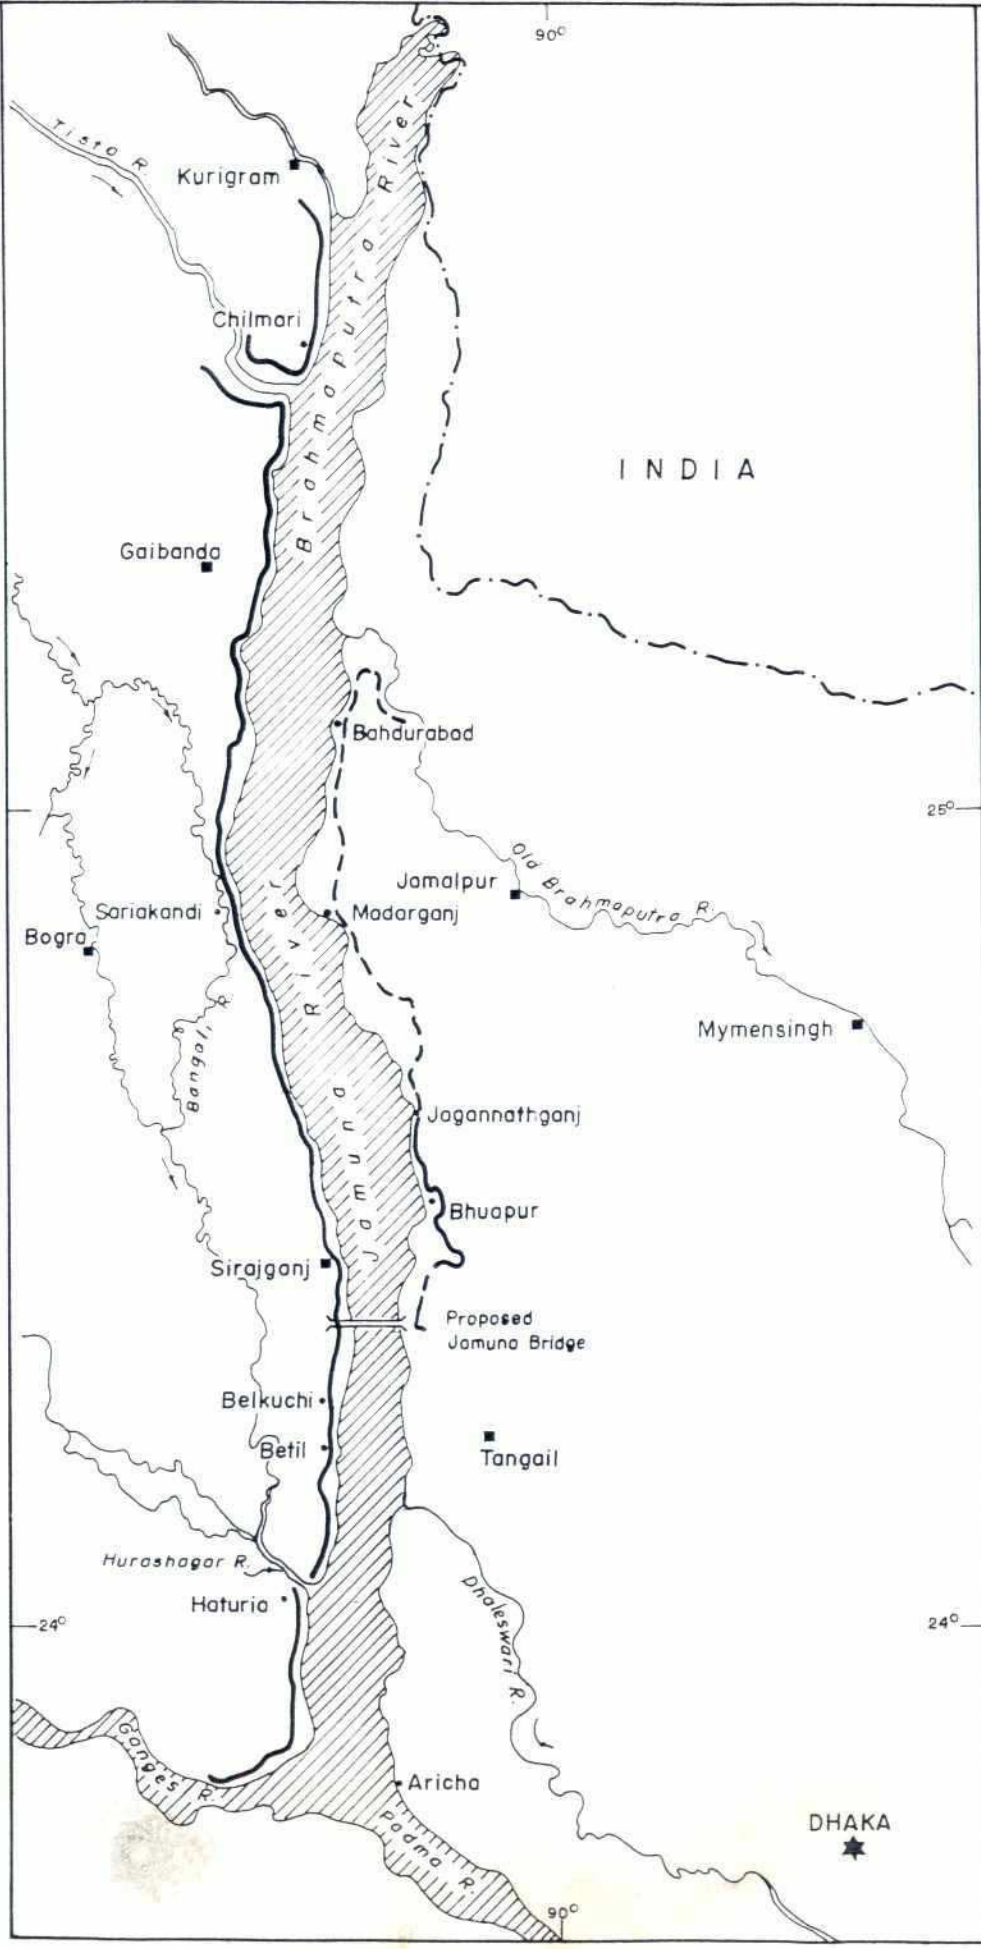 90°
Tista R.
Kurigram
Brahmaputra River
Chilmari
INDIA
Gaibanda
Bahdurabad
25°
Old Brahmaputra R.
Jamalpur
Sariakandi
Madarganj
Bogra
Bangali R.
Mymensingh
Jamuna River
Jagannathganj
Bhuapur
Sirajganj
Proposed
Jamuna Bridge
Belkuchi
Betil
Tangail
Hurashagar R.
Haturia
Dhaleswari R.
24°
24°
Ganges R.
Aricha
Padma R.
DHAKA
90°